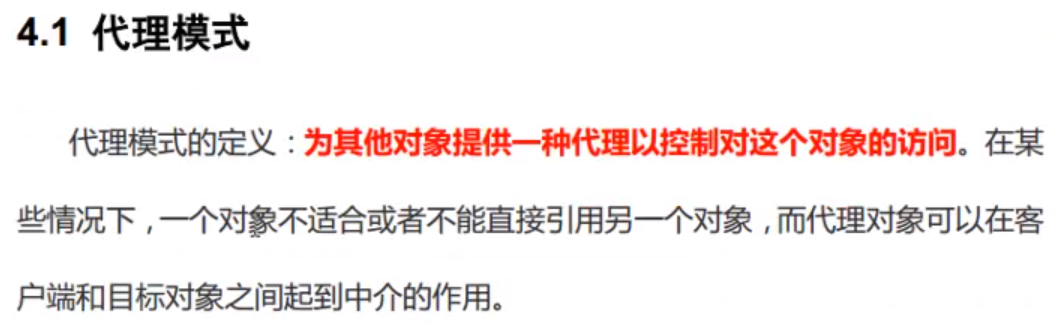 4.1 代理模式
代理模式的定义：为其他对象提供一种代理以控制对这个对象的访问。在某
些情况下，一个对象不适合或者不能直接引用另一个对象，而代理对象可以在客
户端和目标对象之间起到中介的作用。